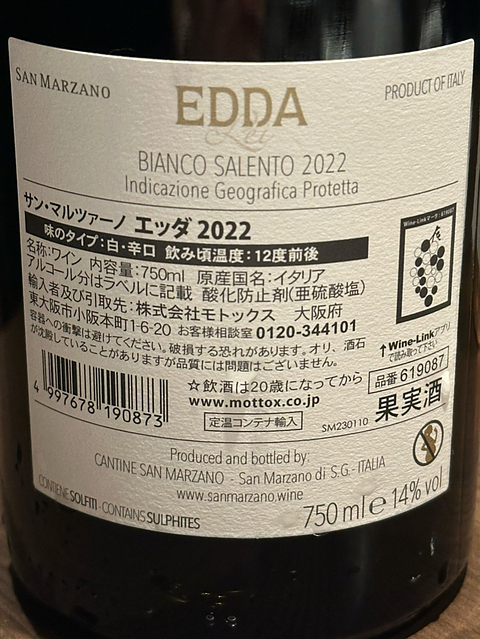 SAN MARZANO
EDDA
PRODUCT OF ITALY
BIANCO SALENTO 2022
Indicazione Geografica Protetta
サン・マルツァーノ エッダ 2022
味のタイプ:白・辛口 飲み頃温度:12度前後
名称:ワイン 内容量:750ml 原産国名:イタリア
アルコール分はラベルに記載 酸化防止剤(亜硫酸塩)
輸入者及び引取先:株式会社モトックス 大阪府
東大阪市小阪本町1-6-20 お客様相談室 0120-344101
容器への衝撃は避けてください。破損する恐れがあります。オリ、酒石
が沈殿していることがありますが品質には問題はございません。
Wine-Linkマーク:619087
↑Wine-Linkアプリ
で読み取って下さい
品番 619087
4 997678 190873
☆飲酒は20歳になってから
www.mottox.co.jp
定温コンテナ輸入
果実酒
SM230110
Produced and bottled by:
CANTINE SAN MARZANO - San Marzano di S.G. - ITALIA
www.sanmarzano.wine
CONTIENE SOLFITI - CONTAINS SULPHITES
750 ml e 14% vol